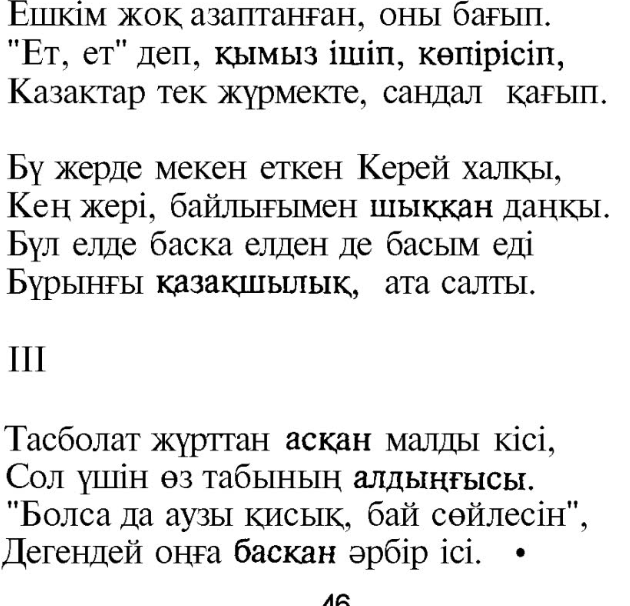 Ешкім жоқ азаптанған, оны бағып.
"Ет, ет" деп, қымыз ішіп, көпірісіп,
Казактар тек жүрмекте, сандал қағып.
Бү жерде мекен еткен Керей халқы,
Кең жері, байлығымен шыққан даңқы.
Бүл елде баска елден де басым еді
Бүрынғы қазақшылық, ата салты.
III
Тасболат жүрттан асқан малды кісі,
Сол үшін өз табының алдыңғысы.
"Болса да аузы қисық, бай сөйлесін",
Дегендей оңға басқан әрбір ісі. •
46